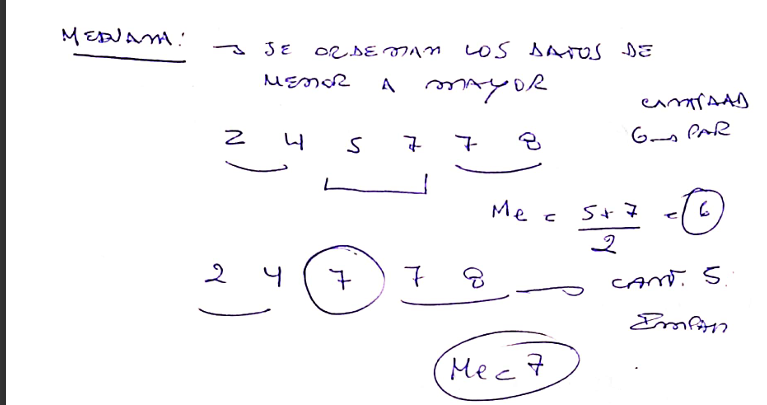 MEDIANA: → SE ORDENAN LOS DATOS DE
MENOR A MAYOR
CANTIDAD
2 4 5 7 7 8
6 → PAR
Me = 5+7 / 2 = 6
2 4 7 7 8 → CANT. 5.
IMPAR
Me = 7